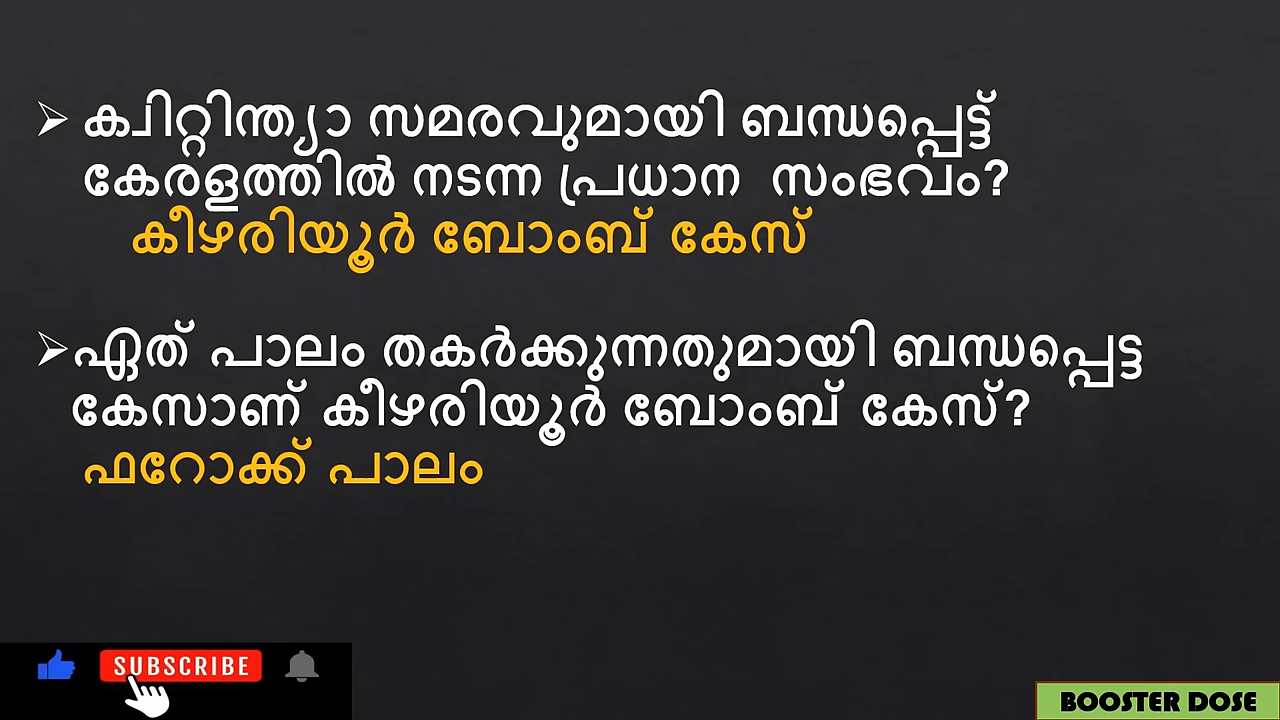 ➢ ക്വിറ്റിന്ത്യാ സമരവുമായി ബന്ധപ്പെട്ട്
കേരളത്തിൽ നടന്ന പ്രധാന സംഭവം?
കീഴരിയൂർ ബോംബ് കേസ്
➢ ഏത് പാലം തകർക്കുന്നതുമായി ബന്ധപ്പെട്ട
കേസാണ് കീഴരിയൂർ ബോംബ് കേസ്?
ഫറോക്ക് പാലം
SUBSCRIBE
BOOSTER DOSE